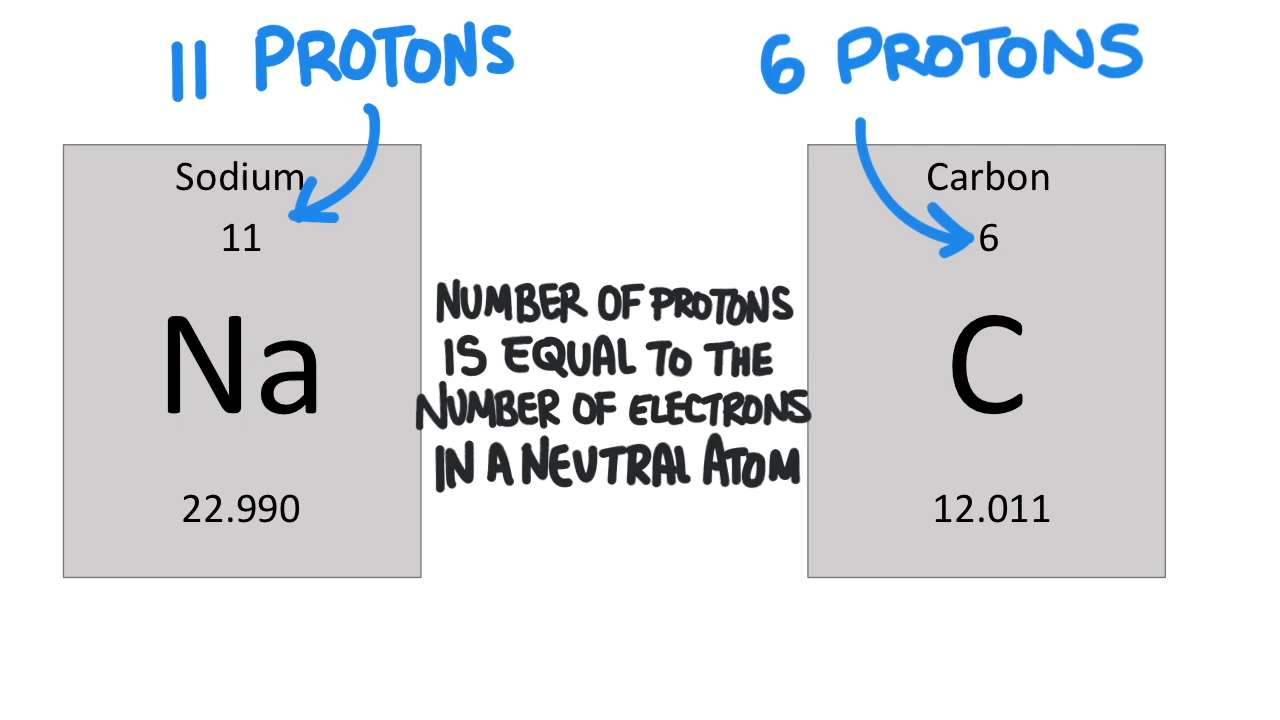 11 PROTONS
6 PROTONS
Sodium
11
Na
22.990
NUMBER OF PROTONS
IS EQUAL TO THE
NUMBER OF ELECTRONS
IN A NEUTRAL ATOM
Carbon
6
C
12.011